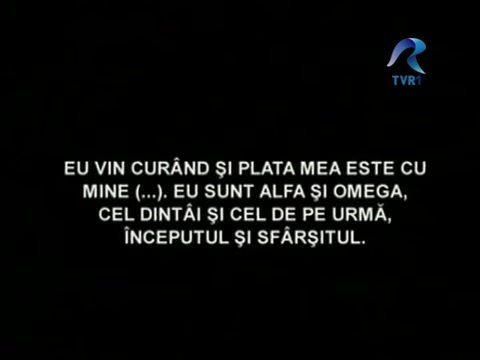 TVR1
EU VIN CURÂND ŞI PLATA MEA ESTE CU
MINE (...). EU SUNT ALFA ŞI OMEGA,
CEL DINTÂI ŞI CEL DE PE URMĂ,
ÎNCEPUTUL ŞI SFÂRŞITUL.